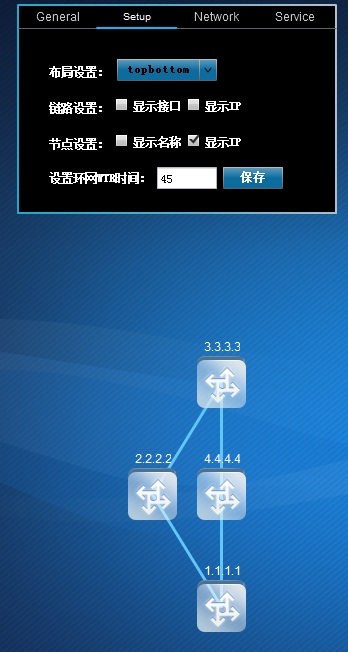 General Setup Network Service
布局设置： topbottom
链路设置： 显示接口 显示IP
节点设置： 显示名称 显示IP
设置环网WTR时间： 45 保存
3.3.3.3
2.2.2.2 4.4.4.4
1.1.1.1